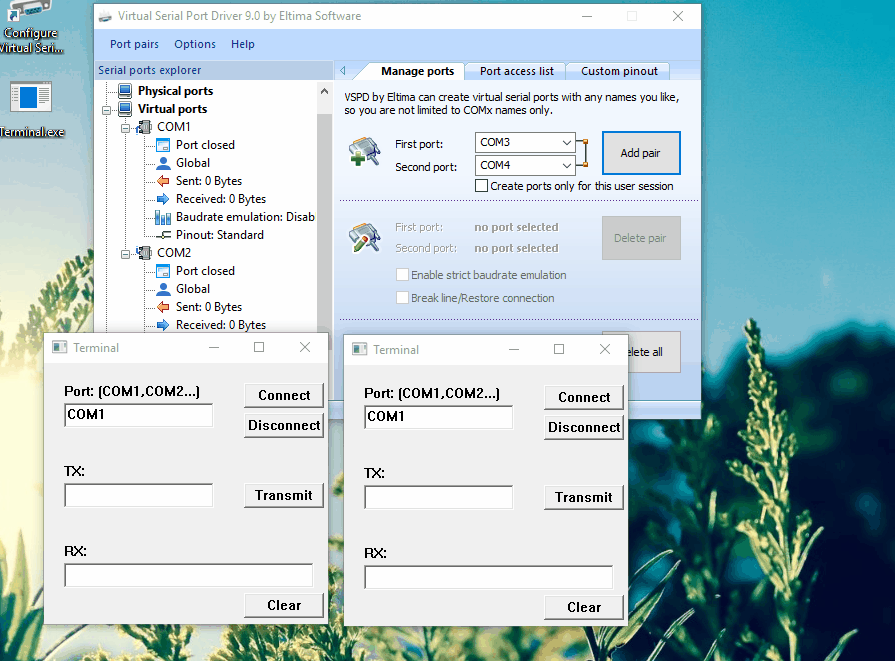 Configure
Virtual Seri...
Terminal.exe
Virtual Serial Port Driver 9.0 by Eltima Software
Port pairs Options Help
Serial ports explorer
Physical ports
Virtual ports
COM1
Port closed
Global
Sent: 0 Bytes
Received: 0 Bytes
Baudrate emulation: Disab
Pinout: Standard
COM2
Port closed
Global
Sent: 0 Bytes
Received: 0 Bytes
Manage ports Port access list Custom pinout
VSPD by Eltima can create virtual serial ports with any names you like,
so you are not limited to COMx names only.
First port: COM3
Second port: COM4
Add pair
Create ports only for this user session
First port: no port selected
Second port: no port selected
Delete pair
Enable strict baudrate emulation
Break line/Restore connection
elete all
Terminal
Port: (COM1,COM2...)
COM1
Connect
Disconnect
TX:
Transmit
RX:
Clear
Terminal
Port: (COM1,COM2...)
COM1
Connect
Disconnect
TX:
Transmit
RX:
Clear